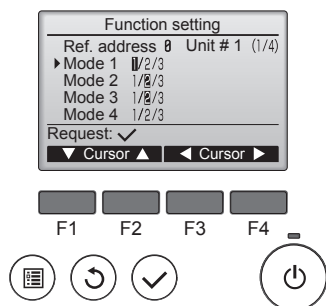 Function setting
Ref. address 0 Unit # 1 (1/4)
Mode 1 1/2/3
Mode 2 1/2/3
Mode 3 1/2/3
Mode 4 1/2/3
Request: ✓
▼ Cursor ▲ ◀ Cursor ▶
F1 F2 F3 F4